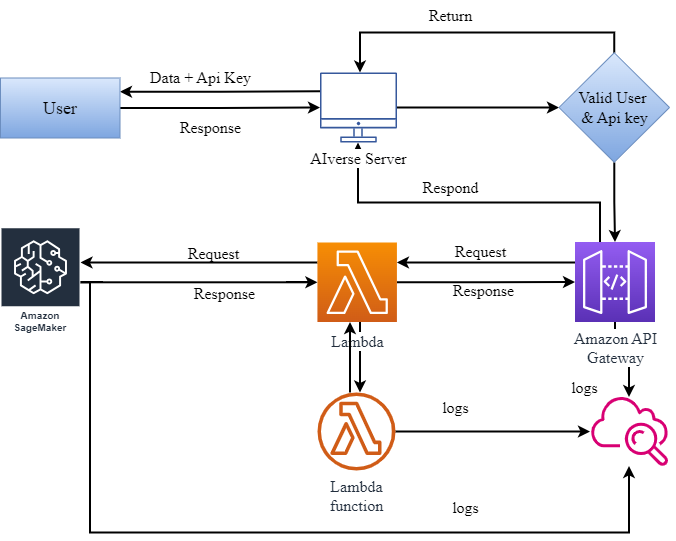 Return
Data + Api Key
User
Response
Valid User
& Api key
AIverse Server
Respond
Request
Request
Response
Response
Amazon
SageMaker
Lambda
Amazon API
Gateway
logs
logs
Lambda
function
logs